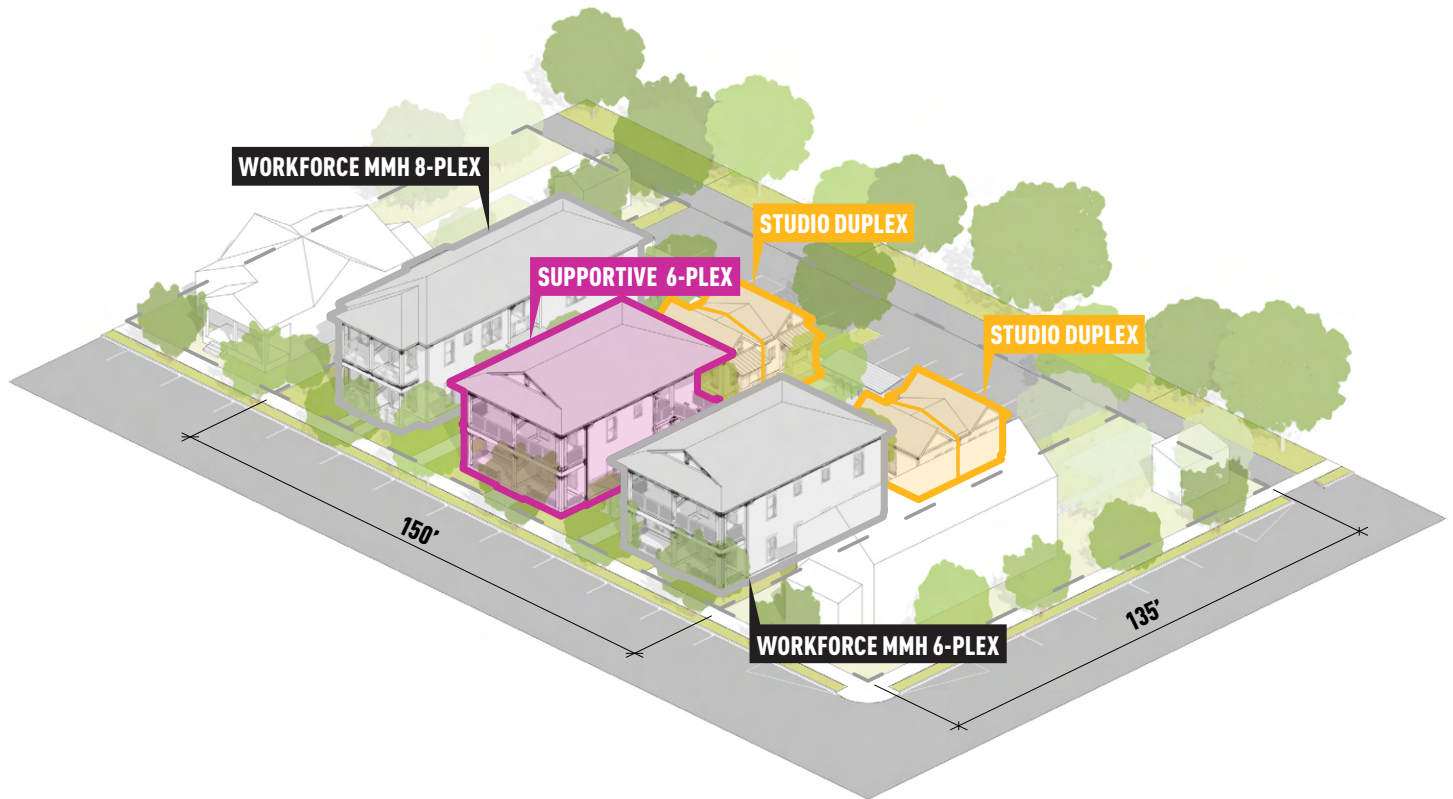 WORKFORCE MMH 8-PLEX
STUDIO DUPLEX
SUPPORTIVE 6-PLEX
STUDIO DUPLEX
150'
135'
WORKFORCE MMH 6-PLEX